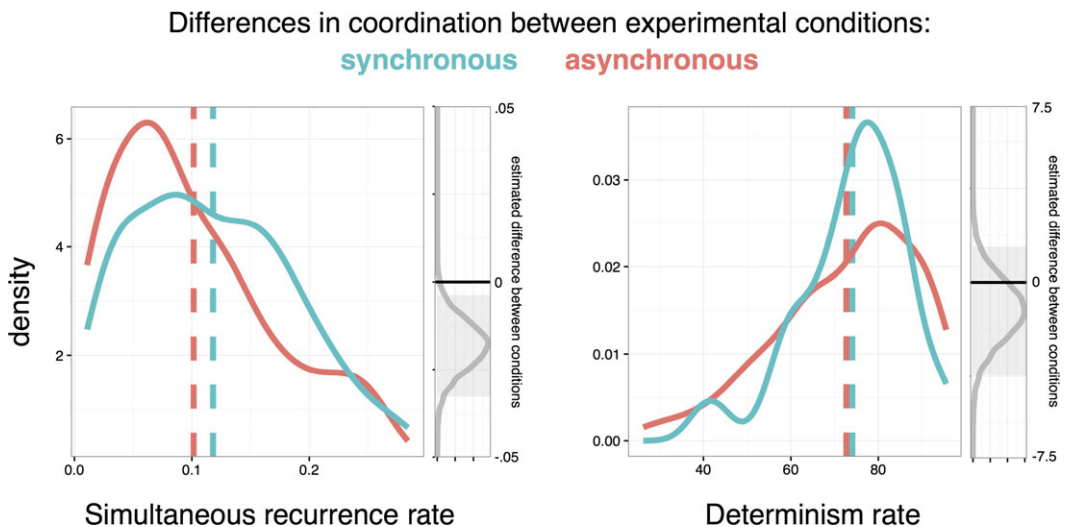 Differences in coordination between experimental conditions:
synchronous asynchronous
density
6
4
2
0.0 0.1 0.2
Simultaneous recurrence rate
.05
0
-.05
estimated difference between conditions
0.03
0.02
0.01
0.00
40 60 80
Determinism rate
7.5
0
-7.5
estimated difference between conditions